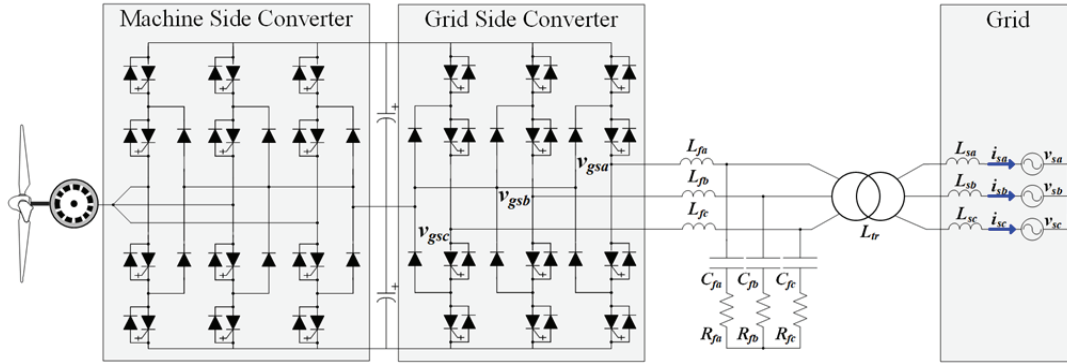 Machine Side Converter
Grid Side Converter
Grid
+
+
v_gsa
v_gsb
v_gsc
L_fa
L_fb
L_fc
C_fa
C_fb
C_fc
R_fa
R_fb
R_fc
L_tr
L_sa
i_sa
v_sa
L_sb
i_sb
v_sb
L_sc
i_sc
v_sc